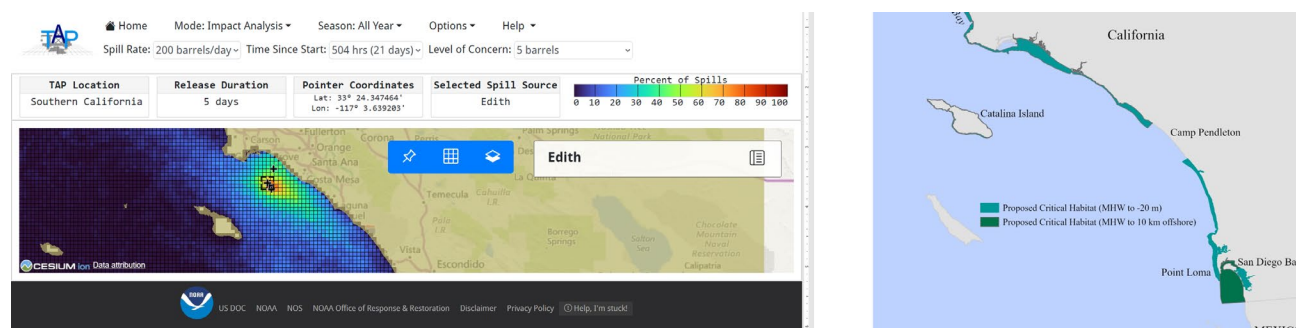 TAP
Home
Mode: Impact Analysis
Season: All Year
Options
Help
Spill Rate: 200 barrels/day
Time Since Start: 504 hrs (21 days)
Level of Concern: 5 barrels
TAP Location
Southern California
Release Duration
5 days
Pointer Coordinates
Lat: 33° 24.347464'
Lon: -117° 3.639203'
Selected Spill Source
Edith
Percent of Spills
0 10 20 30 40 50 60 70 80 90 100
Fullerton
Corona
Perris
Palm Springs
National Park
Carson
Orange
Santa Ana
Costa Mesa
La Quinta
Edith
Temecula
Cahuilla
I.R.
Laguna
Pala
I.R.
Borrego
Springs
Salton
Sea
Chocolate
Mountain
Naval
Reservation
Vista
Escondido
Calipatria
CESIUM ion Data attribution
NOAA
US DOC
NOAA
NOS
NOAA Office of Response & Restoration
Disclaimer
Privacy Policy
Help, I'm stuck!
Bay
California
Catalina Island
Camp Pendleton
Proposed Critical Habitat (MHW to -20 m)
Proposed Critical Habitat (MHW to 10 km offshore)
Point Loma
San Diego Ba